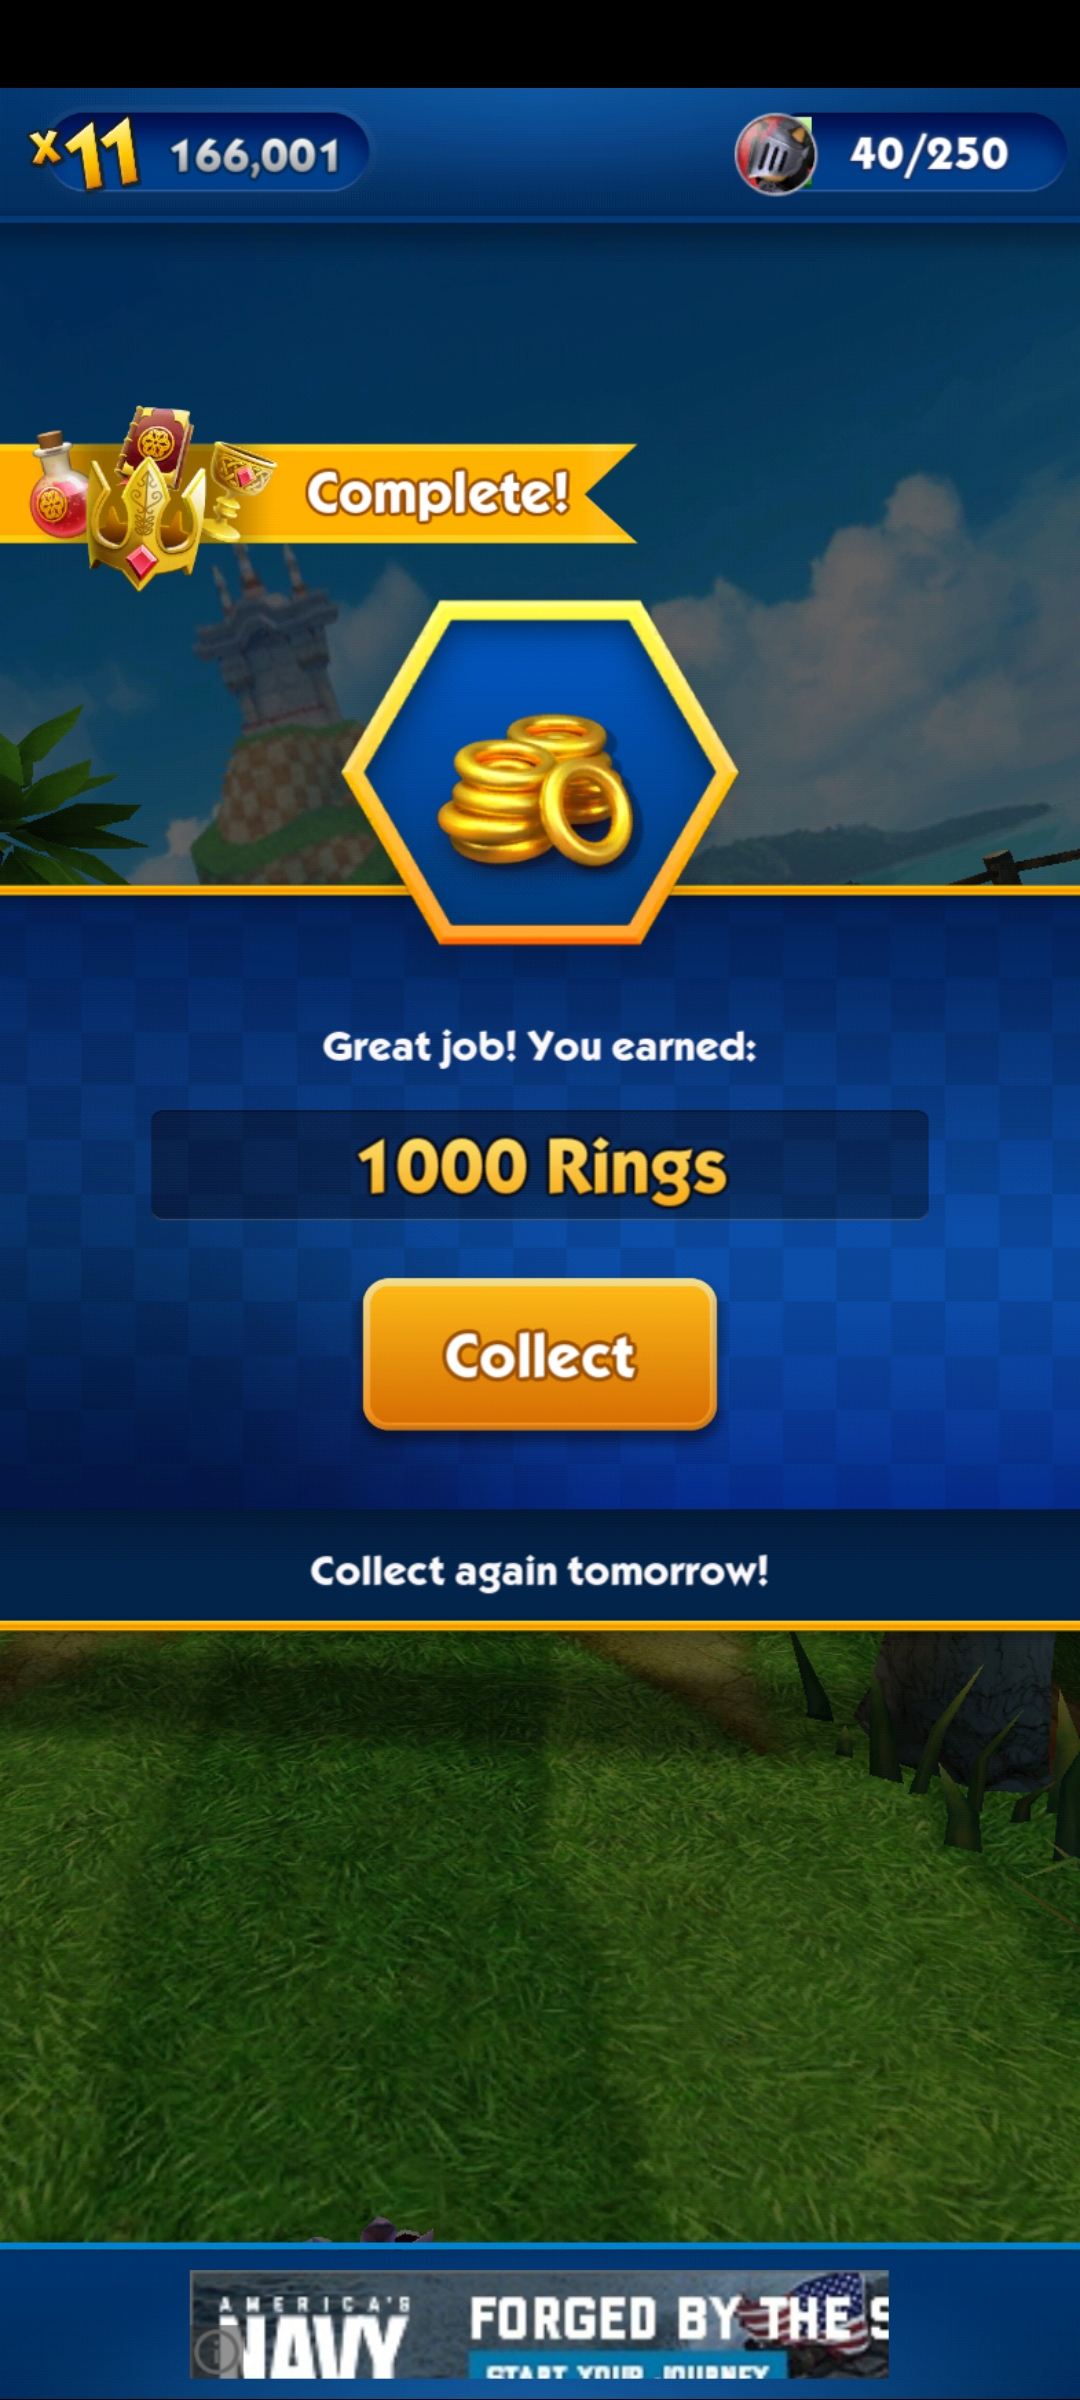 x11 166,001
40/250
Complete!
Great job! You earned:
1000 Rings
Collect
Collect again tomorrow!
AMERICA'S
NAVY
FORGED BY THE
START YOUR JOURNEY